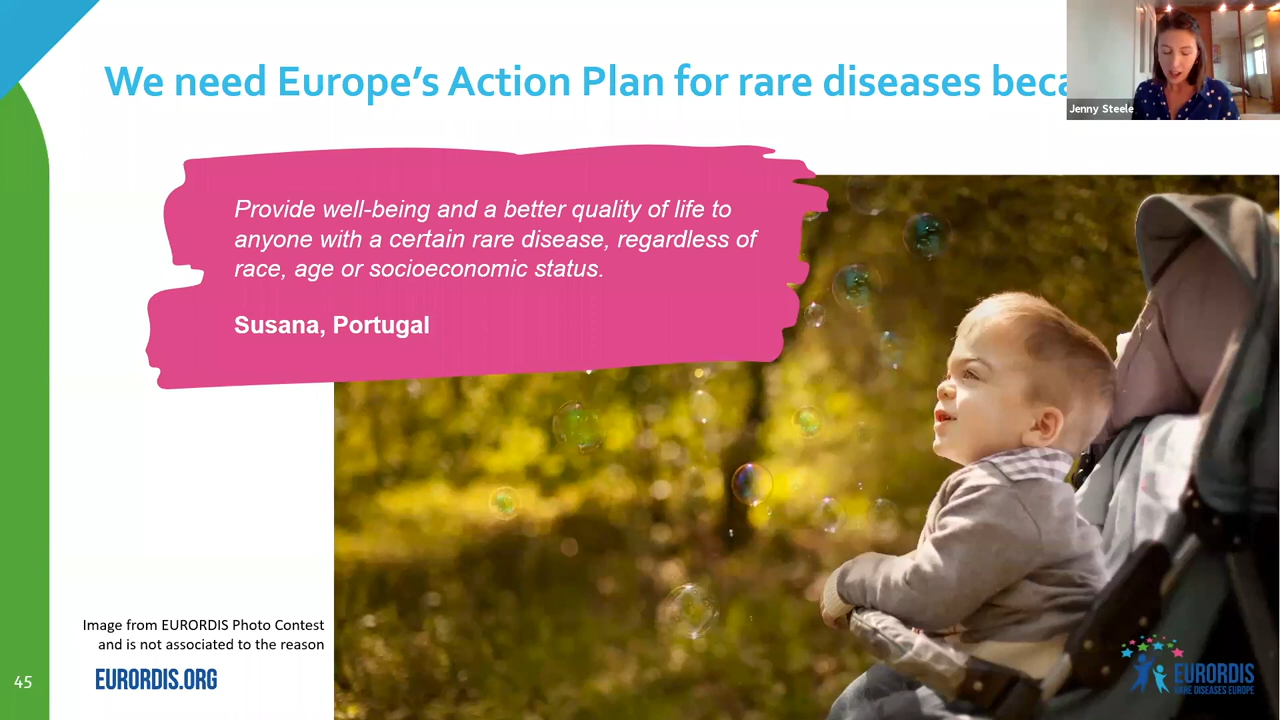 We need Europe's Action Plan for rare diseases beca
Jenny Steele
Provide well-being and a better quality of life to
anyone with a certain rare disease, regardless of
race, age or socioeconomic status.
Susana, Portugal
Image from EURORDIS Photo Contest
and is not associated to the reason
45
EURORDIS.ORG
EURORDIS
RARE DISEASES EUROPE